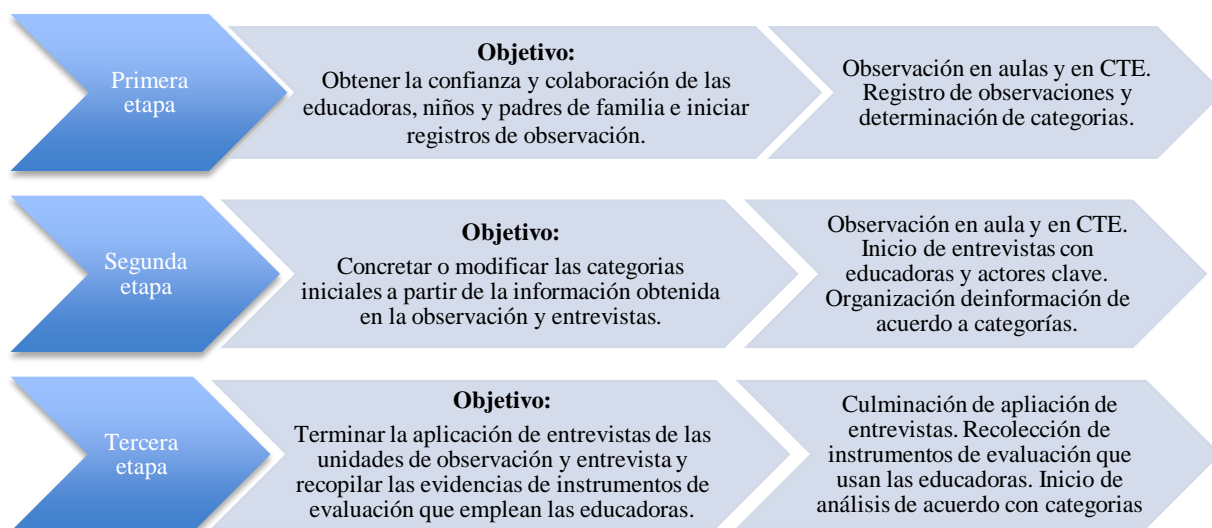 Primera
etapa
Objetivo:
Obtener la confianza y colaboración de las
educadoras, niños y padres de familia e iniciar
registros de observación.
Observación en aulas y en CTE.
Registro de observaciones y
determinación de categorias.
Segunda
etapa
Objetivo:
Concretar o modificar las categorias
iniciales a partir de la información obtenida
en la observación y entrevistas.
Observación en aula y en CTE.
Inicio de entrevistas con
educadoras y actores clave.
Organización deinformación de
acuerdo a categorías.
Tercera
etapa
Objetivo:
Terminar la aplicación de entrevistas de las
unidades de observación y entrevista y
recopilar las evidencias de instrumentos de
evaluación que emplean las educadoras.
Culminación de apliación de
entrevistas. Recolección de
instrumentos de evaluación que
usan las educadoras. Inicio de
análisis de acuerdo con categorias